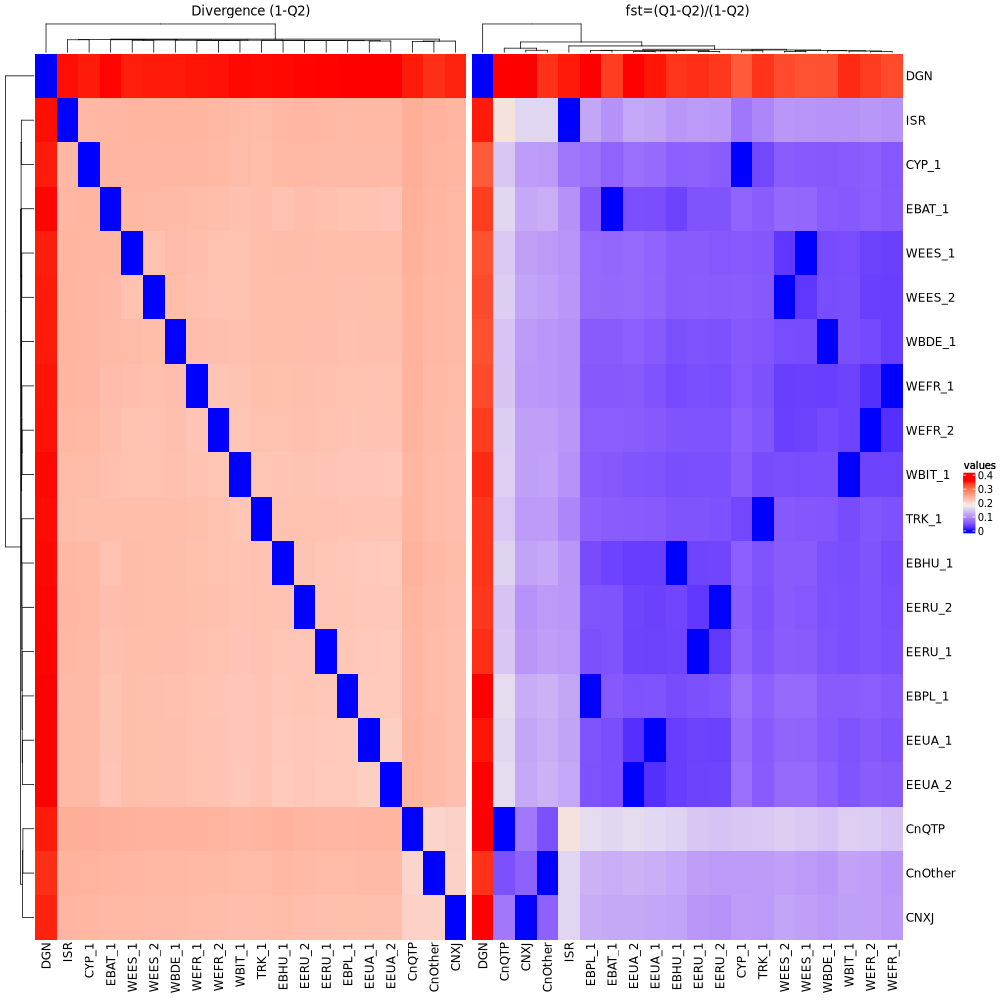 Divergence (1-Q2)
fst=(Q1-Q2)/(1-Q2)
DGN
ISR
CYP_1
EBAT_1
WEES_1
WEES_2
WBDE_1
WEFR_1
WEFR_2
WBIT_1
TRK_1
EBHU_1
EERU_2
EERU_1
EBPL_1
EEUA_1
EEUA_2
CnQTP
CnOther
CNXJ
values
0.4
0.3
0.2
0.1
0
DGN
ISR
CYP_1
EBAT_1
WEES_1
WEES_2
WBDE_1
WEFR_1
WEFR_2
WBIT_1
TRK_1
EBHU_1
EERU_2
EERU_1
EBPL_1
EEUA_1
EEUA_2
CnQTP
CnOther
CNXJ
DGN
CnQTP
CNXJ
CnOther
ISR
EBPL_1
EBAT_1
EEUA_2
EEUA_1
EBHU_1
EERU_1
EERU_2
CYP_1
TRK_1
WEES_2
WEES_1
WBDE_1
WBIT_1
WEFR_2
WEFR_1